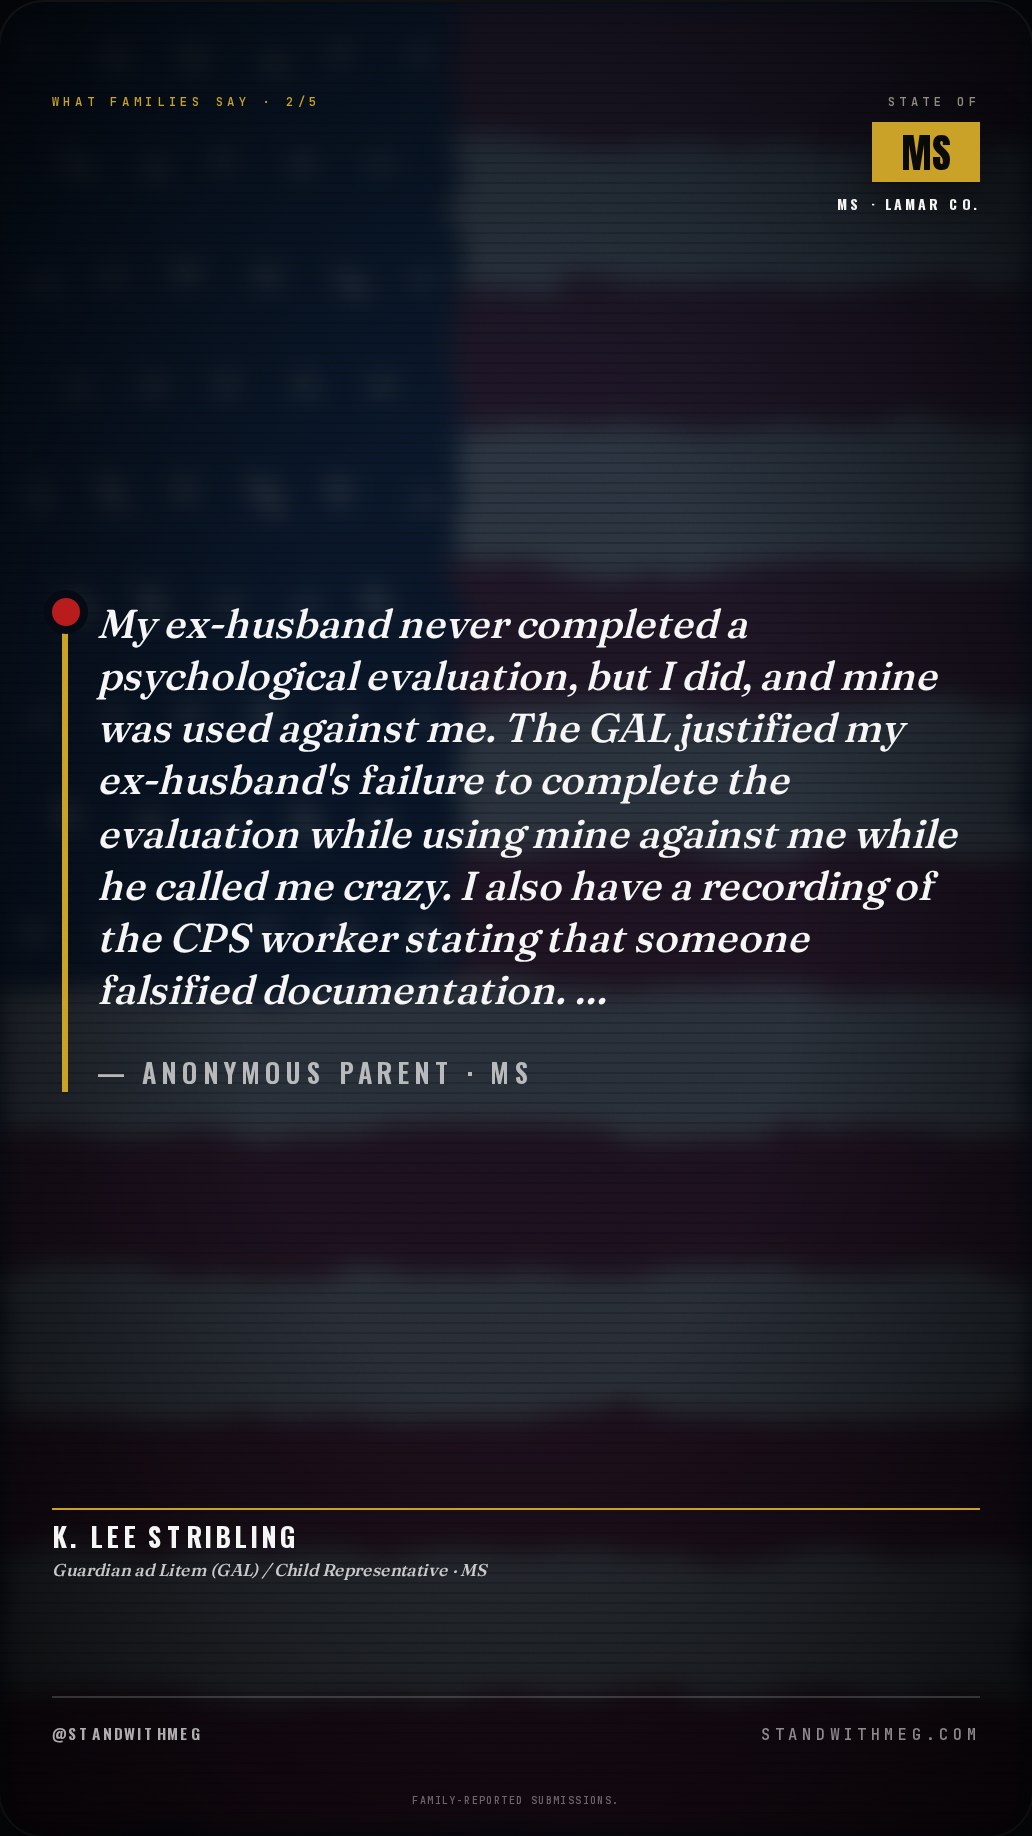 WHAT FAMILIES SAY · 2/5
STATE OF
MS
MS · LAMAR CO.
My ex-husband never completed a
psychological evaluation, but I did, and mine
was used against me. The GAL justified my
ex-husband's failure to complete the
evaluation while using mine against me while
he called me crazy. I also have a recording of
the CPS worker stating that someone
falsified documentation. ...
— ANONYMOUS PARENT · MS
K. LEE STRIBLING
Guardian ad Litem (GAL) / Child Representative · MS
@STANDWITHMEG
STANDWITHMEG.COM
FAMILY-REPORTED SUBMISSIONS.